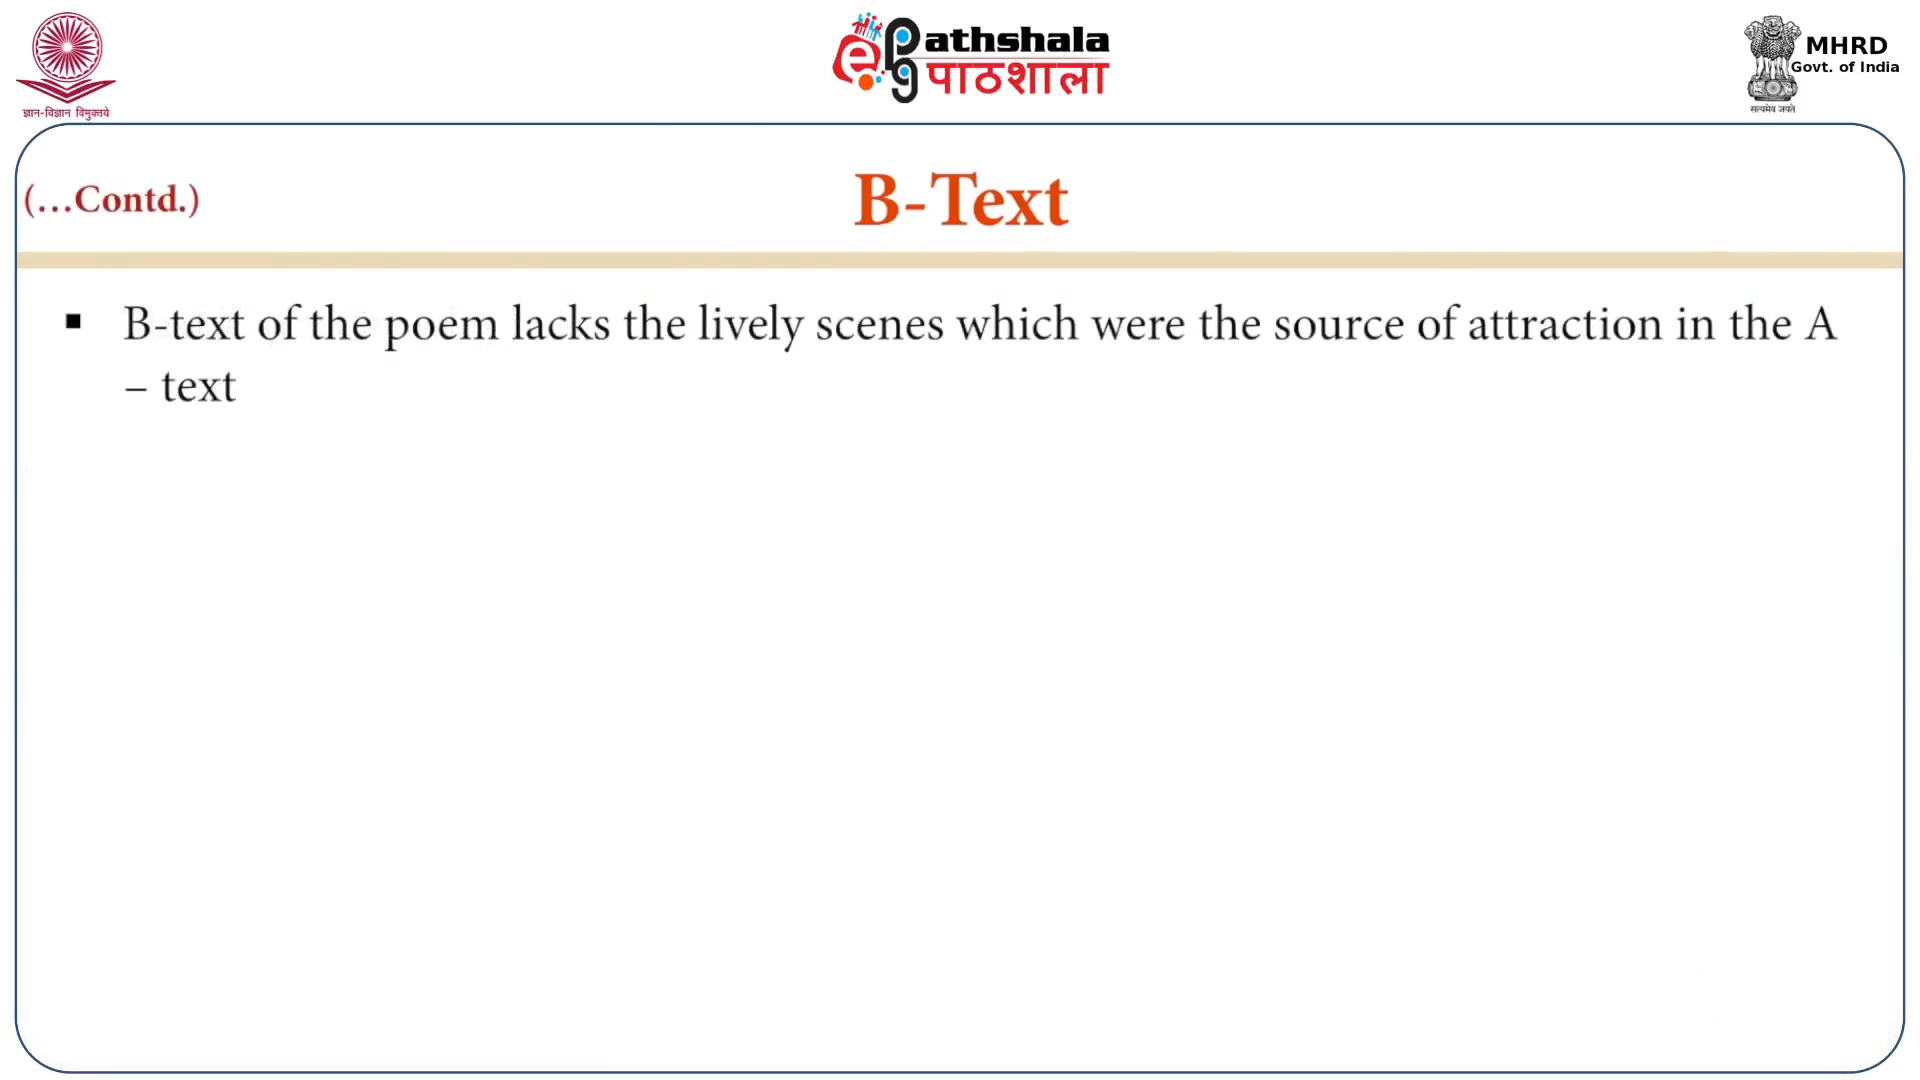 ज्ञान-विज्ञान विमुक्तये
e
pg
athshala
पाठशाला
MHRD
Govt. of India
सत्यमेव जयते
(...Contd.)
B-Text
▪ B-text of the poem lacks the lively scenes which were the source of attraction in the A
– text